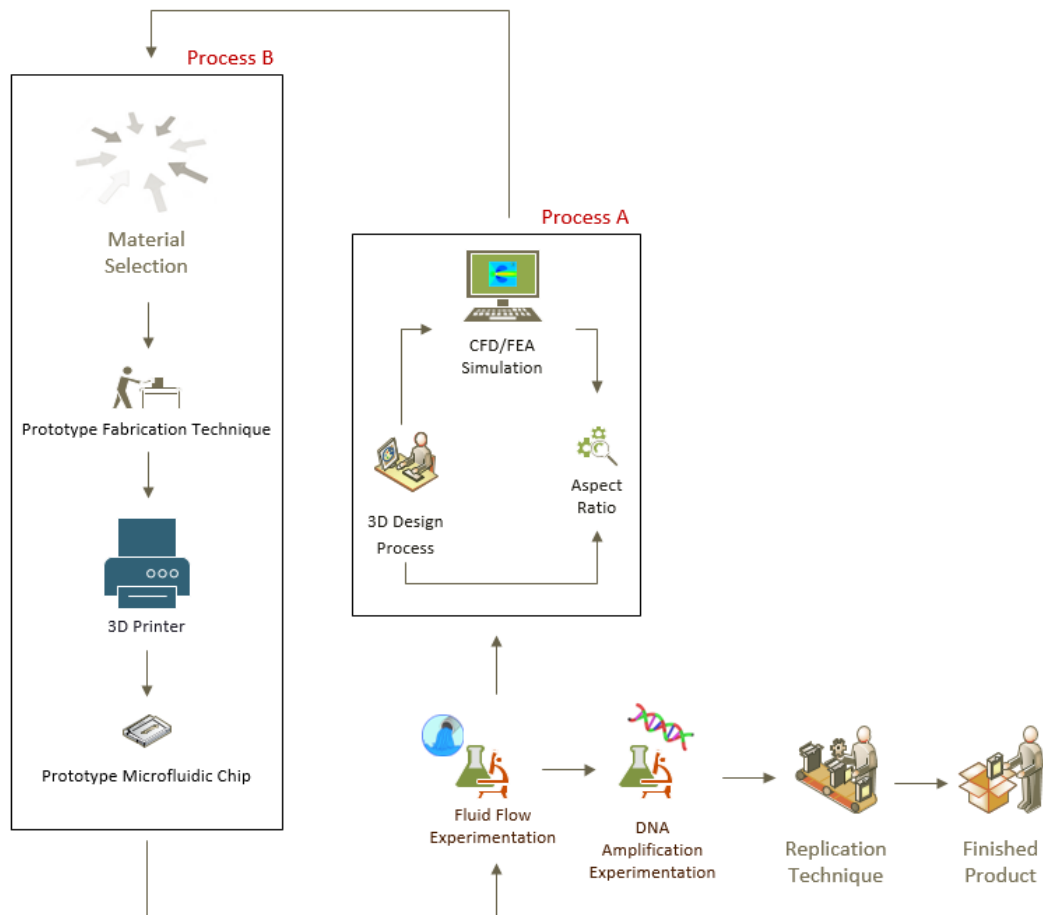 Process B
Material
Selection
Prototype Fabrication Technique
3D Printer
Prototype Microfluidic Chip
Process A
CFD/FEA
Simulation
3D Design
Process
Aspect
Ratio
Fluid Flow
Experimentation
DNA
Amplification
Experimentation
Replication
Technique
Finished
Product